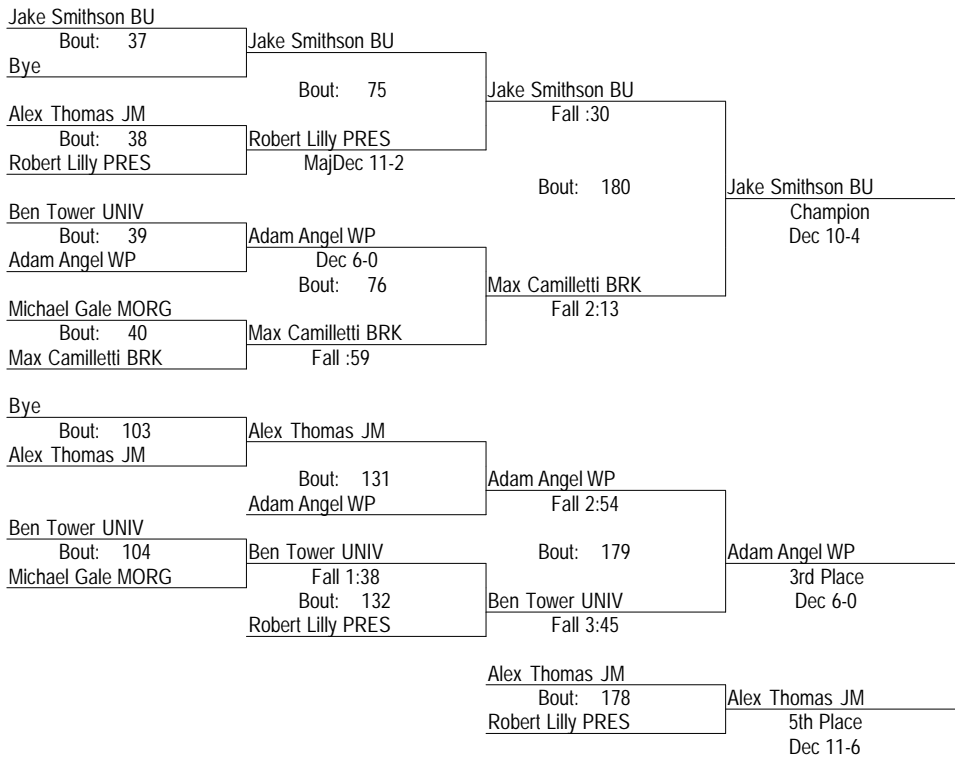 Jake Smithson BU
Bout: 37
Bye
Jake Smithson BU
Bout: 75
Alex Thomas JM
Bout: 38
Robert Lilly PRES
Robert Lilly PRES
MajDec 11-2
Jake Smithson BU
Fall :30
Bout: 180
Jake Smithson BU
Champion
Dec 10-4
Ben Tower UNIV
Bout: 39
Adam Angel WP
Adam Angel WP
Dec 6-0
Bout: 76
Michael Gale MORG
Bout: 40
Max Camilletti BRK
Max Camilletti BRK
Fall :59
Max Camilletti BRK
Fall 2:13
Bye
Bout: 103
Alex Thomas JM
Alex Thomas JM
Bout: 131
Adam Angel WP
Adam Angel WP
Fall 2:54
Ben Tower UNIV
Bout: 104
Michael Gale MORG
Ben Tower UNIV
Fall 1:38
Bout: 132
Robert Lilly PRES
Bout: 179
Ben Tower UNIV
Fall 3:45
Adam Angel WP
3rd Place
Dec 6-0
Alex Thomas JM
Bout: 178
Robert Lilly PRES
Alex Thomas JM
5th Place
Dec 11-6